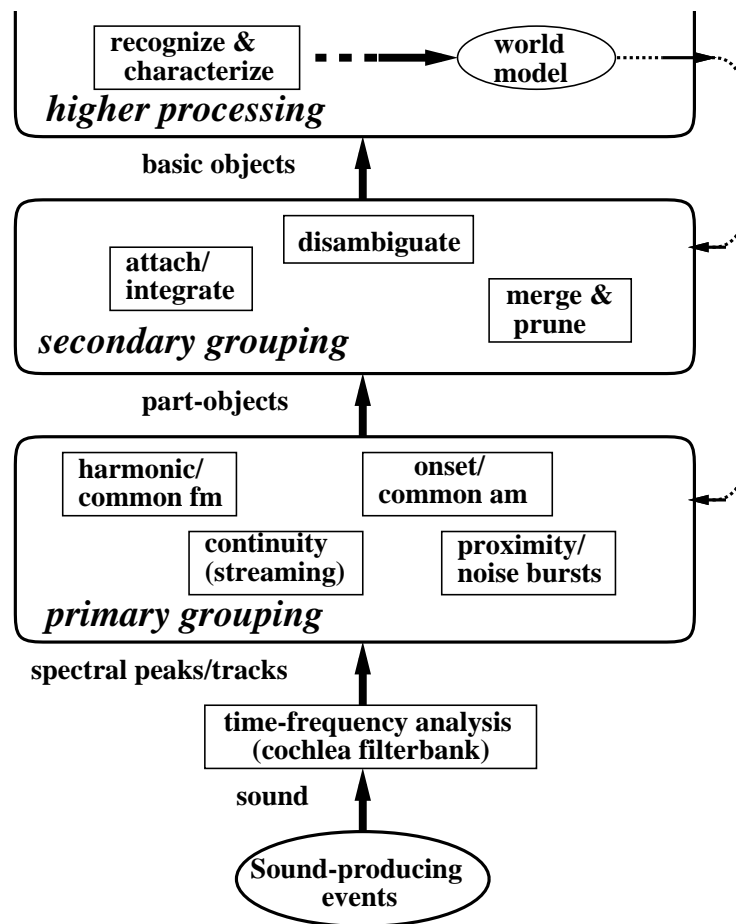 recognize &
characterize
world
model
higher processing
basic objects
disambiguate
attach/
integrate
merge &
prune
secondary grouping
part-objects
harmonic/
common fm
onset/
common am
continuity
(streaming)
proximity/
noise bursts
primary grouping
spectral peaks/tracks
time-frequency analysis
(cochlea filterbank)
sound
Sound-producing
events